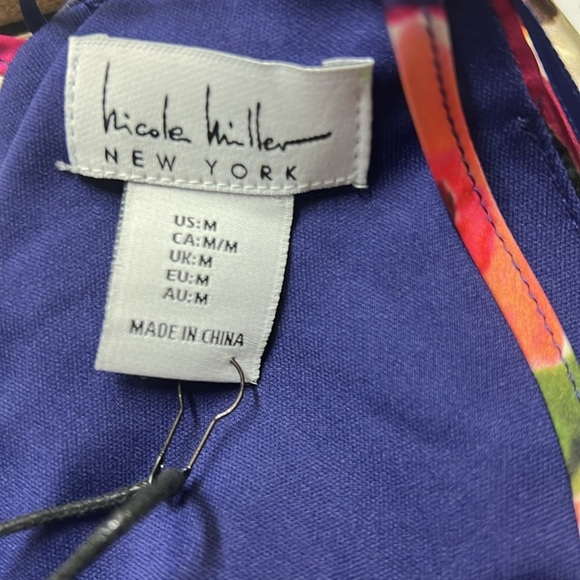 Nicole Miller
NEW YORK
US:M
CA:M/M
UK:M
EU:M
AU:M
MADE IN CHINA